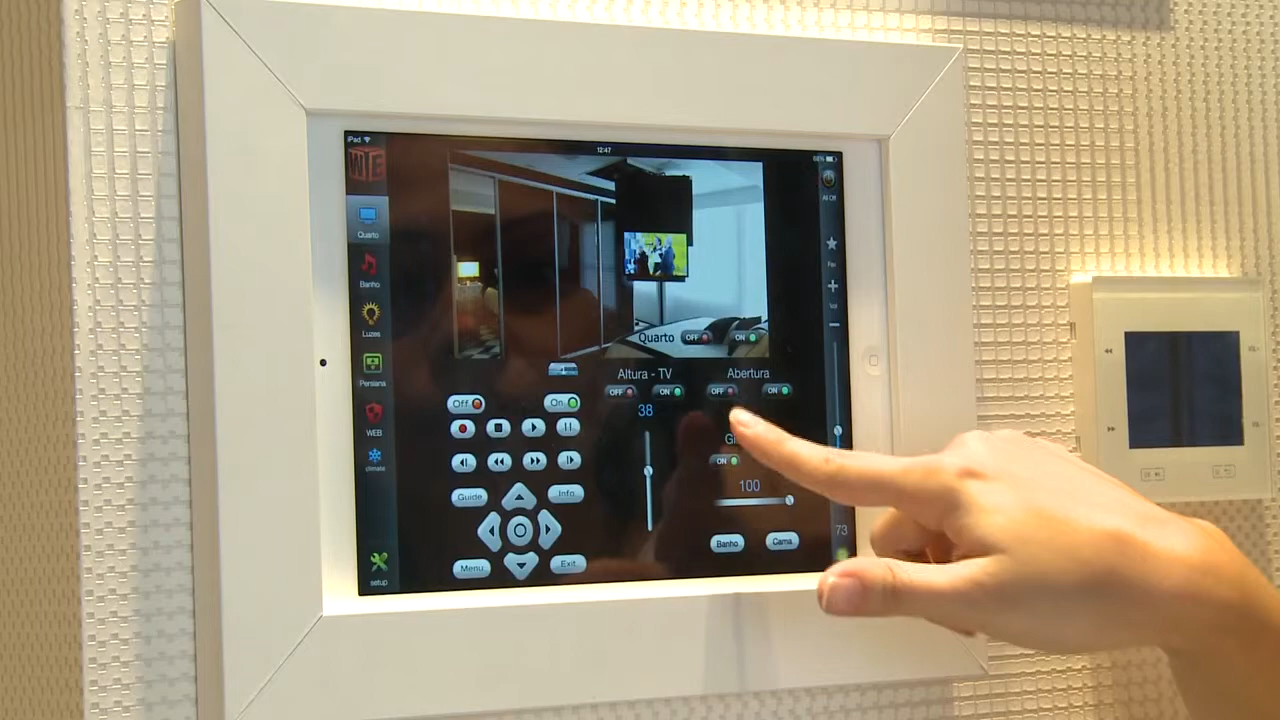 iPad
12:47
WTE
All Off
Quarto
Fav
Banho
Vol
Luzes
Quarto OFF ON
Persiana
Altura - TV Abertura
OFF ON OFF ON
Off On
38
WEB
climate
ON
Guide Info
100
Menu Exit
Banho Cama
73
setup